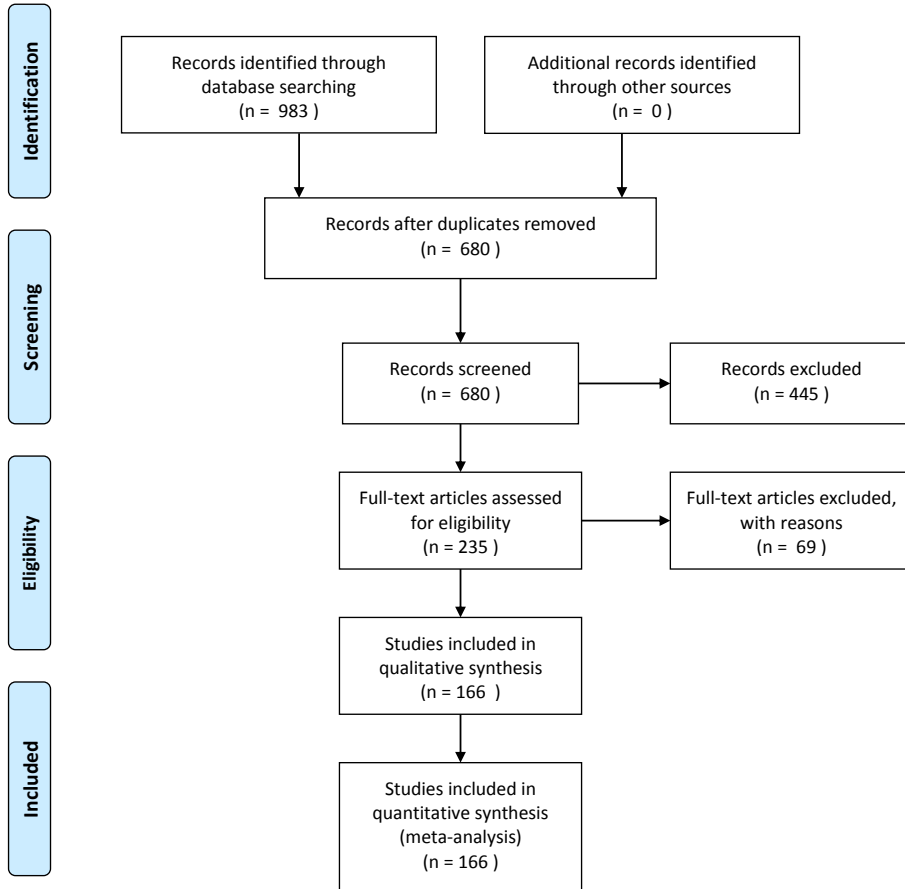 Identification
Records identified through
database searching
(n = 983 )
Additional records identified
through other sources
(n = 0 )
Records after duplicates removed
(n = 680 )
Screening
Records screened
(n = 680 )
Records excluded
(n = 445 )
Eligibility
Full-text articles assessed
for eligibility
(n = 235 )
Full-text articles excluded,
with reasons
(n = 69 )
Studies included in
qualitative synthesis
(n = 166 )
Included
Studies included in
quantitative synthesis
(meta-analysis)
(n = 166 )